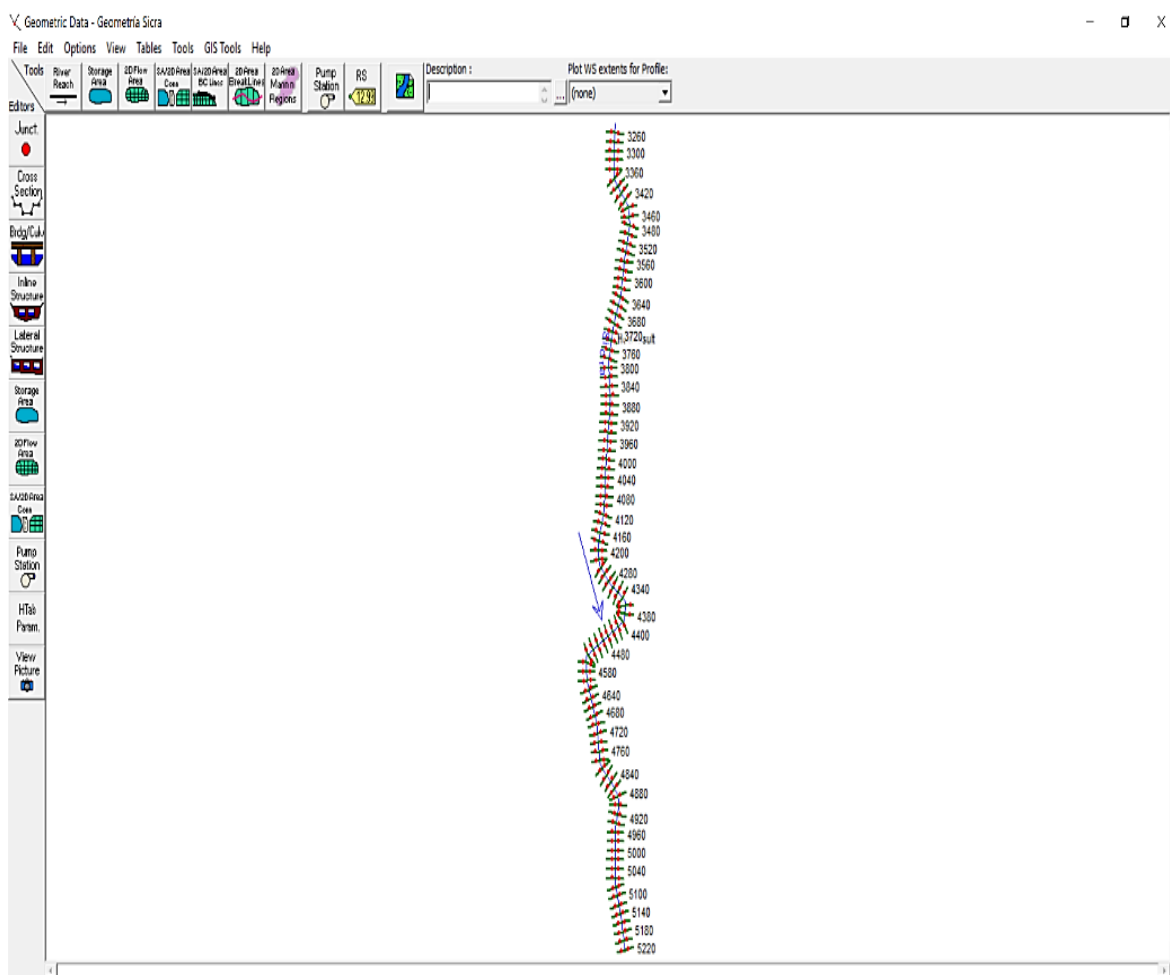 Geometric Data - Geometría Sicra
File Edit Options View Tables Tools GIS Tools Help
Tools
Editors
River
Reach
Storage
Area
2D Flow
Area
SA/2D Area
Conn
SA/2D Area
BC Lines
2D Area
BreakLines
2D Area
Mann n
Regions
Pump
Station
RS
Description :
...
Plot WS extents for Profile:
(none)
Junct.
Cross
Section
Brdg/Culv
Inline
Structure
Lateral
Structure
Storage
Area
2D Flow
Area
SA/2D Area
Conn
Pump
Station
HTab
Param.
View
Picture
3260
3300
3360
3420
3460
3480
3520
3560
3600
3640
3680
3720
3760
3800
3840
3880
3920
3960
4000
4040
4080
4120
4160
4200
4280
4340
4380
4400
4480
4580
4640
4680
4720
4760
4840
4880
4920
4960
5000
5040
5100
5140
5180
5220